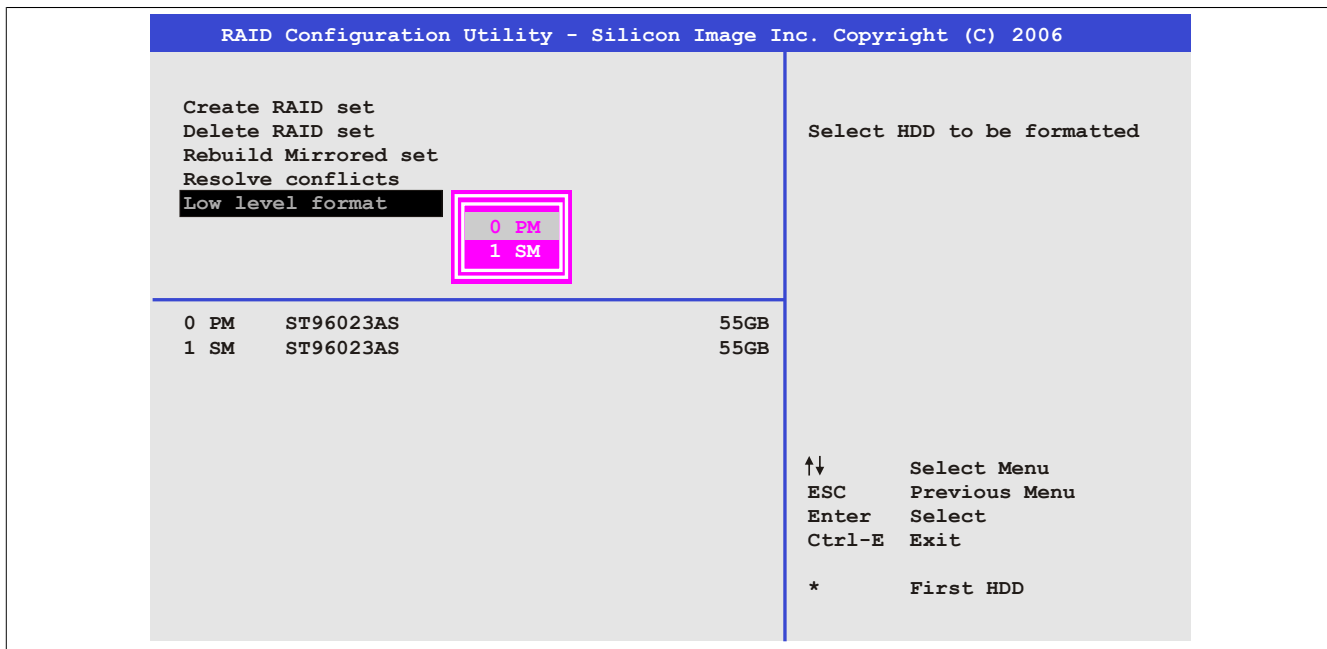 RAID Configuration Utility - Silicon Image Inc. Copyright (C) 2006
Create RAID set
Delete RAID set
Rebuild Mirrored set
Resolve conflicts
Low level format
0 PM
1 SM
Select HDD to be formatted
0 PM ST96023AS 55GB
1 SM ST96023AS 55GB
↑↓ Select Menu
ESC Previous Menu
Enter Select
Ctrl-E Exit
* First HDD